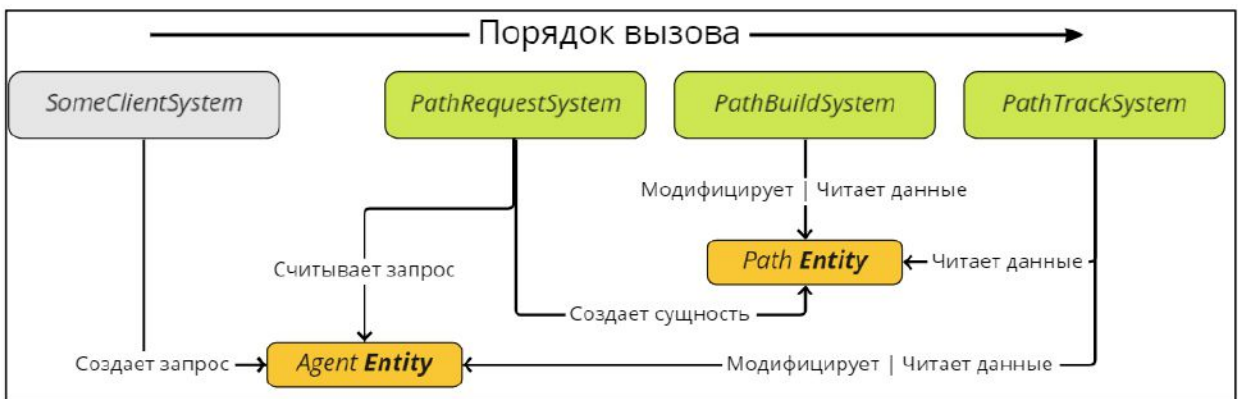 Порядок вызова
SomeClientSystem
PathRequestSystem
PathBuildSystem
PathTrackSystem
Модифицирует | Читает данные
Path Entity
Читает данные
Считывает запрос
Создает сущность
Создает запрос
Agent Entity
Модифицирует | Читает данные